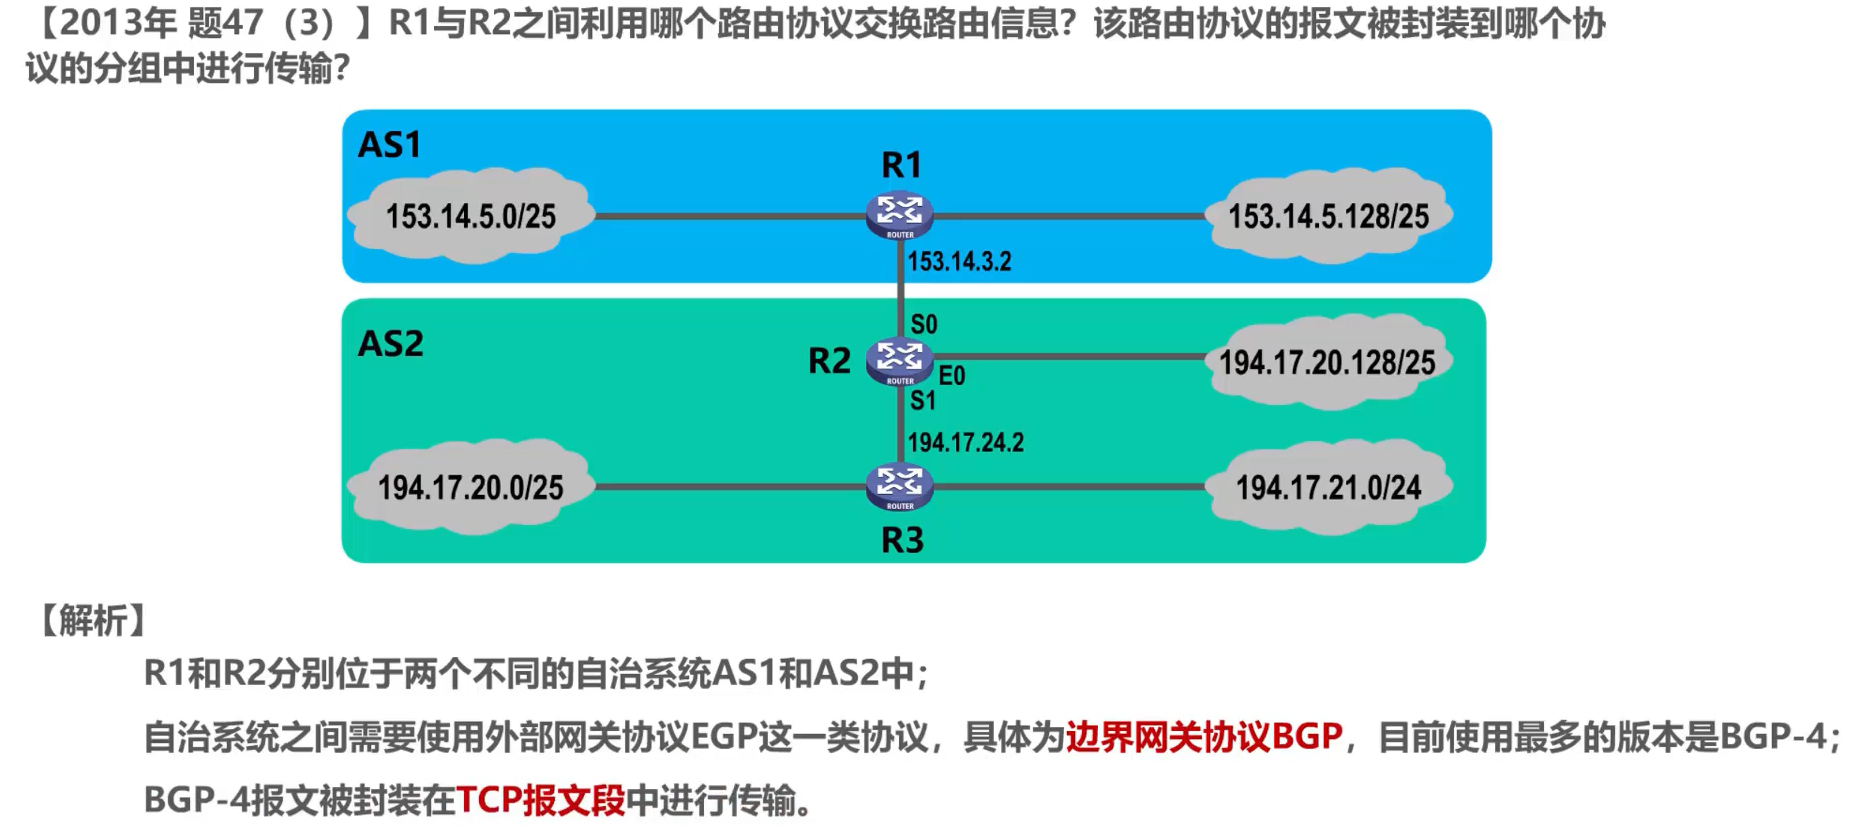 【2013年 题47（3）】R1与R2之间利用哪个路由协议交换路由信息？该路由协议的报文被封装到哪个协
议的分组中进行传输？
AS1
R1
153.14.5.0/25
153.14.5.128/25
ROUTER
153.14.3.2
S0
AS2
R2
194.17.20.128/25
ROUTER
E0
S1
194.17.24.2
194.17.20.0/25
194.17.21.0/24
ROUTER
R3
【解析】
R1和R2分别位于两个不同的自治系统AS1和AS2中；
自治系统之间需要使用外部网关协议EGP这一类协议，具体为边界网关协议BGP，目前使用最多的版本是BGP-4；
BGP-4报文被封装在TCP报文段中进行传输。